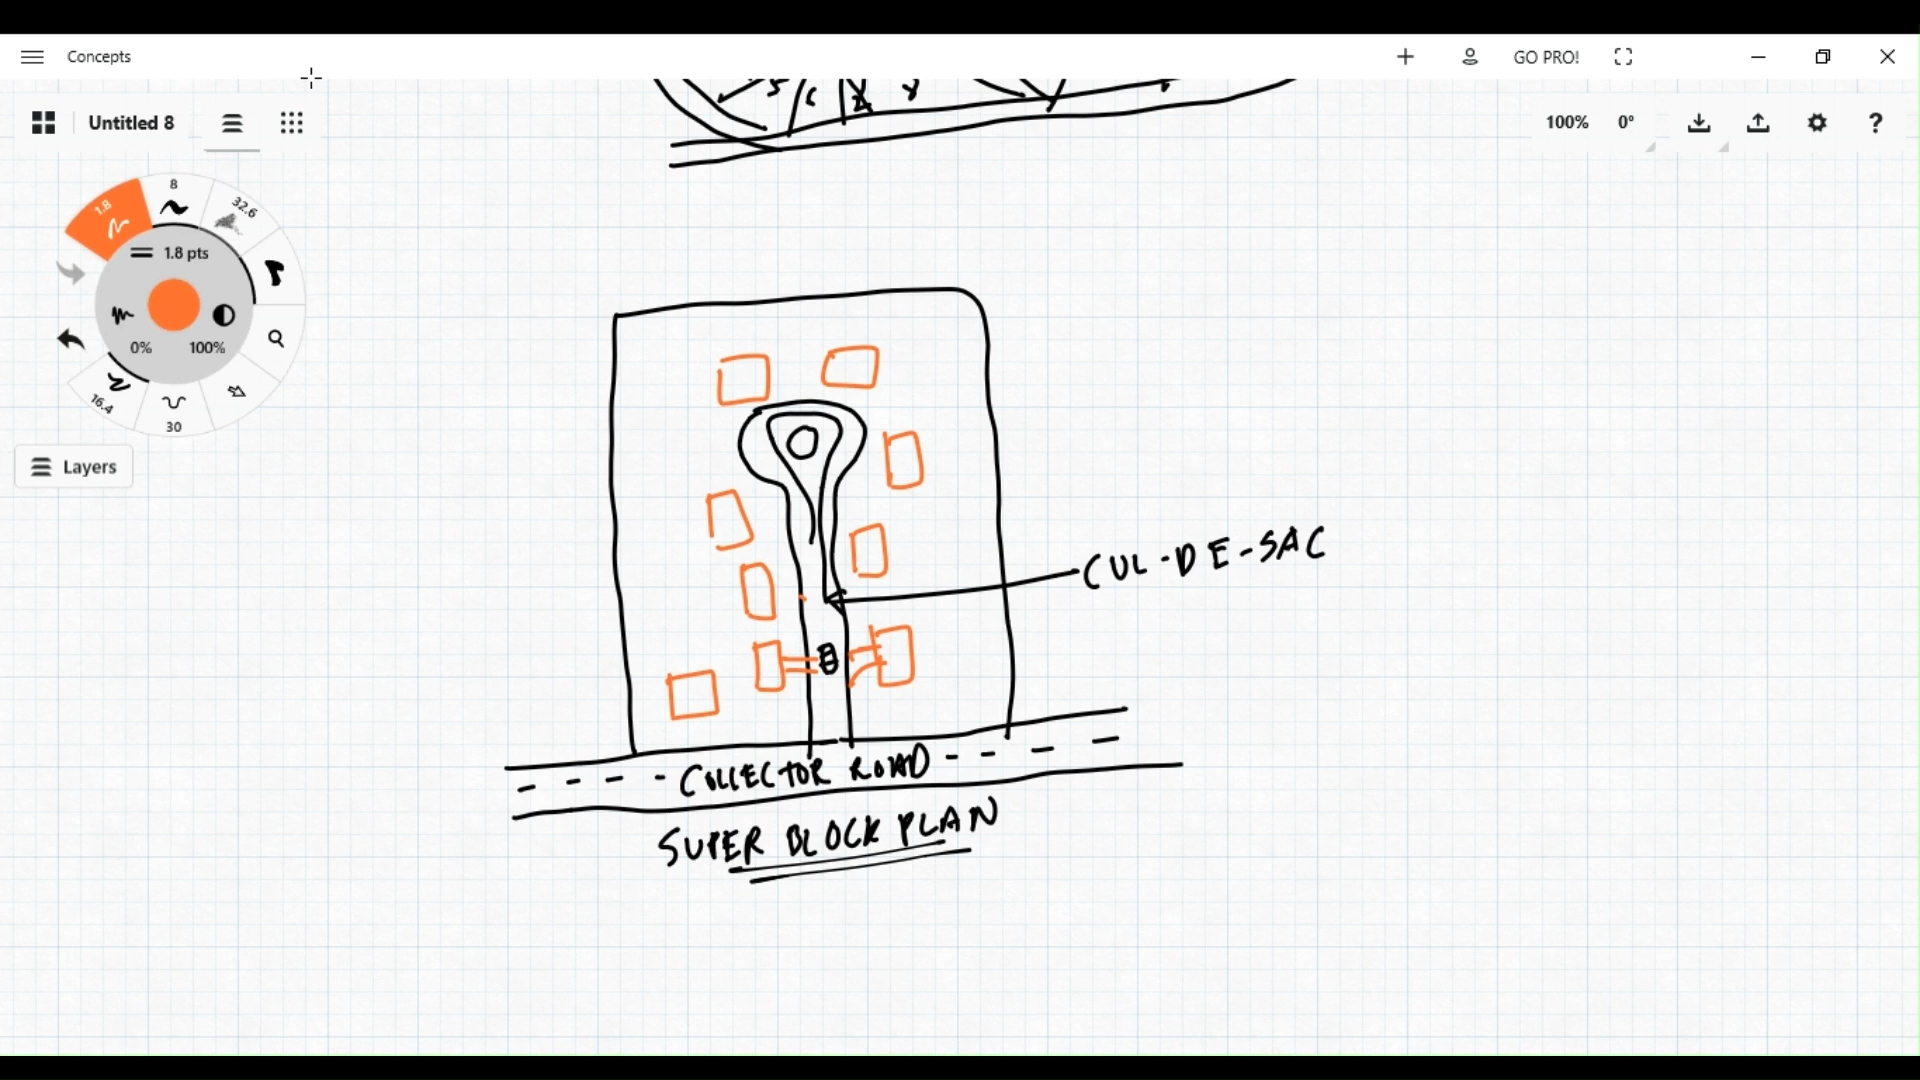 Concepts
GO PRO!
Untitled 8
100% 0°
8
1.8
32.6
1.8 pts
0% 100%
16.4
30
Layers
CUL-DE-SAC
COLLECTOR ROAD
SUPER BLOCK PLAN